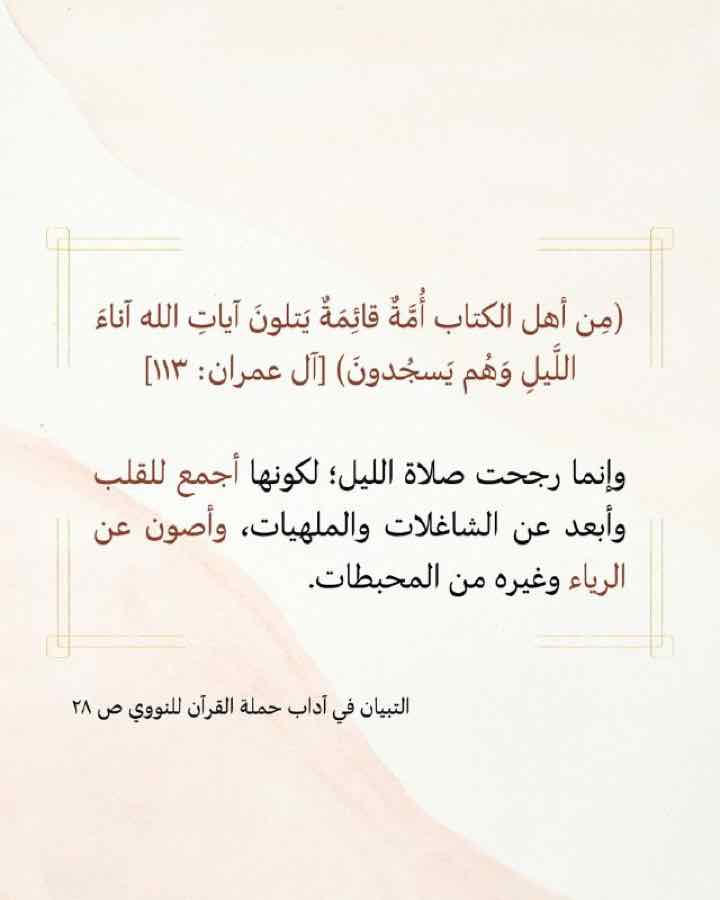 (مِن أهل الكتاب أُمَّةٌ قائِمَةٌ يَتلونَ آياتِ الله آناءَ
اللَّيلِ وَهُم يَسجُدونَ) [آل عمران: ١١٣]
وإنما رجحت صلاة الليل؛ لكونها أجمع للقلب
وأبعد عن الشاغلات والملهيات، وأصون عن
الرياء وغيره من المحبطات.
التبيان في آداب حملة القرآن للنووي ص ٢٨